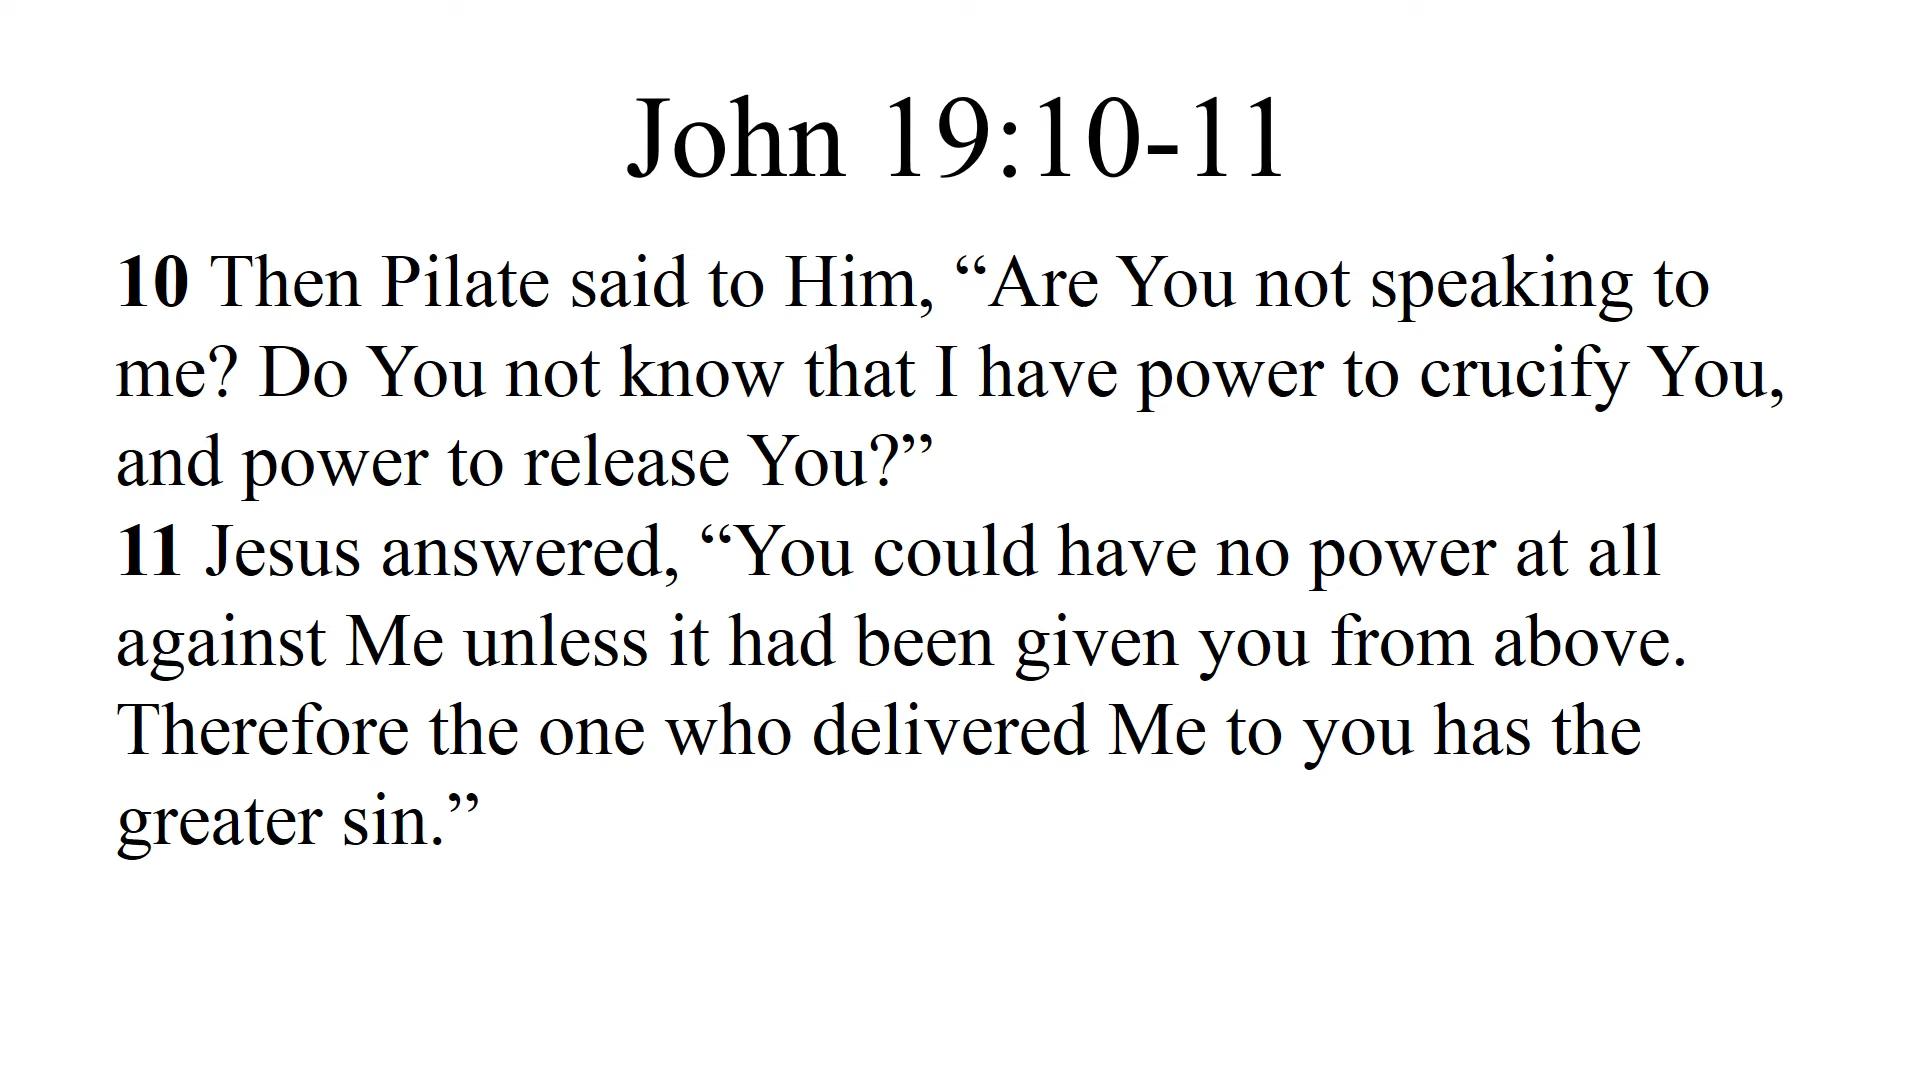 John 19:10-11
10 Then Pilate said to Him, “Are You not speaking to
me? Do You not know that I have power to crucify You,
and power to release You?”
11 Jesus answered, “You could have no power at all
against Me unless it had been given you from above.
Therefore the one who delivered Me to you has the
greater sin.”